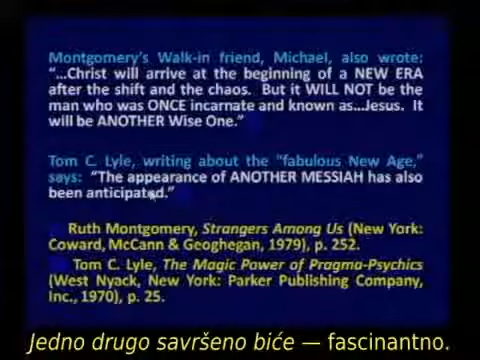 Montgomery's Walk-in friend, Michael, also wrote:
"...Christ will arrive at the beginning of a NEW ERA
after the shift and the chaos. But it WILL NOT be the
man who was ONCE incarnate and known as...Jesus. It
will be ANOTHER Wise One."
Tom C. Lyle, writing about the "fabulous New Age,"
says: "The appearance of ANOTHER MESSIAH has also
been anticipated."
Ruth Montgomery, Strangers Among Us (New York:
Coward, McCann & Geoghegan, 1979), p. 252.
Tom C. Lyle, The Magic Power of Pragma-Psychics
(West Nyack, New York: Parker Publishing Company,
Inc., 1970), p. 25.
Jedno drugo savršeno biće — fascinantno.